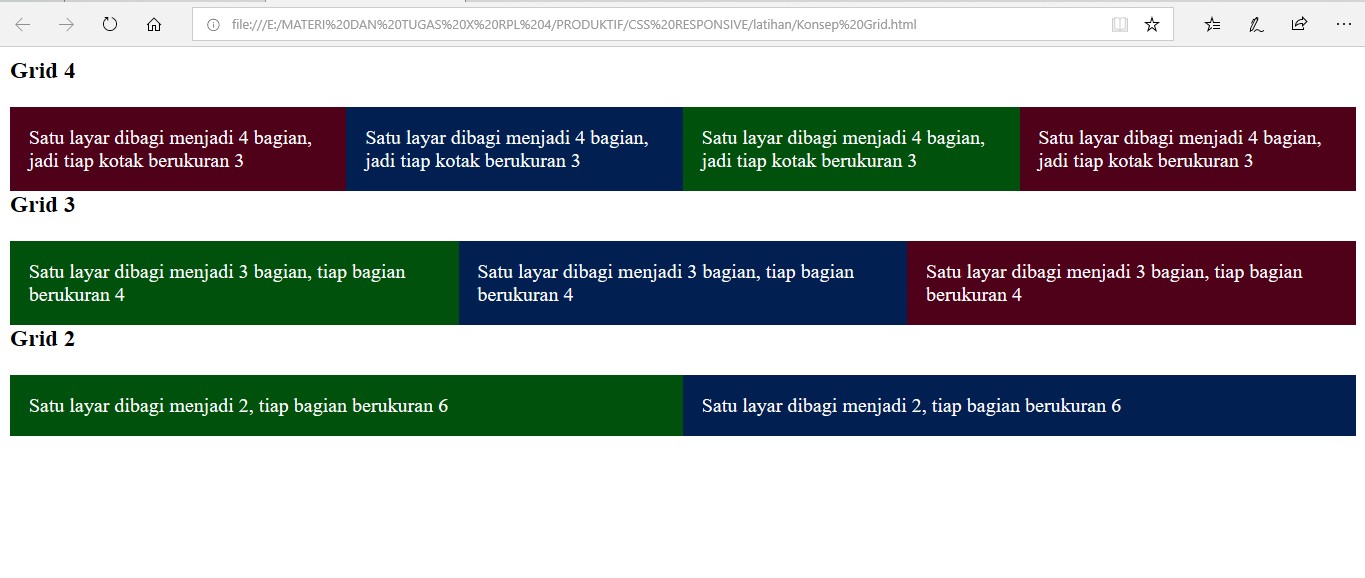 file:///E:/MATERI%20DAN%20TUGAS%20X%20RPL%204/PRODUKTIF/CSS%20RESPONSIVE/latihan/Konsep%20Grid.html
Grid 4
Satu layar dibagi menjadi 4 bagian,
jadi tiap kotak berukuran 3
Satu layar dibagi menjadi 4 bagian,
jadi tiap kotak berukuran 3
Satu layar dibagi menjadi 4 bagian,
jadi tiap kotak berukuran 3
Satu layar dibagi menjadi 4 bagian,
jadi tiap kotak berukuran 3
Grid 3
Satu layar dibagi menjadi 3 bagian, tiap bagian
berukuran 4
Satu layar dibagi menjadi 3 bagian, tiap bagian
berukuran 4
Satu layar dibagi menjadi 3 bagian, tiap bagian
berukuran 4
Grid 2
Satu layar dibagi menjadi 2, tiap bagian berukuran 6
Satu layar dibagi menjadi 2, tiap bagian berukuran 6